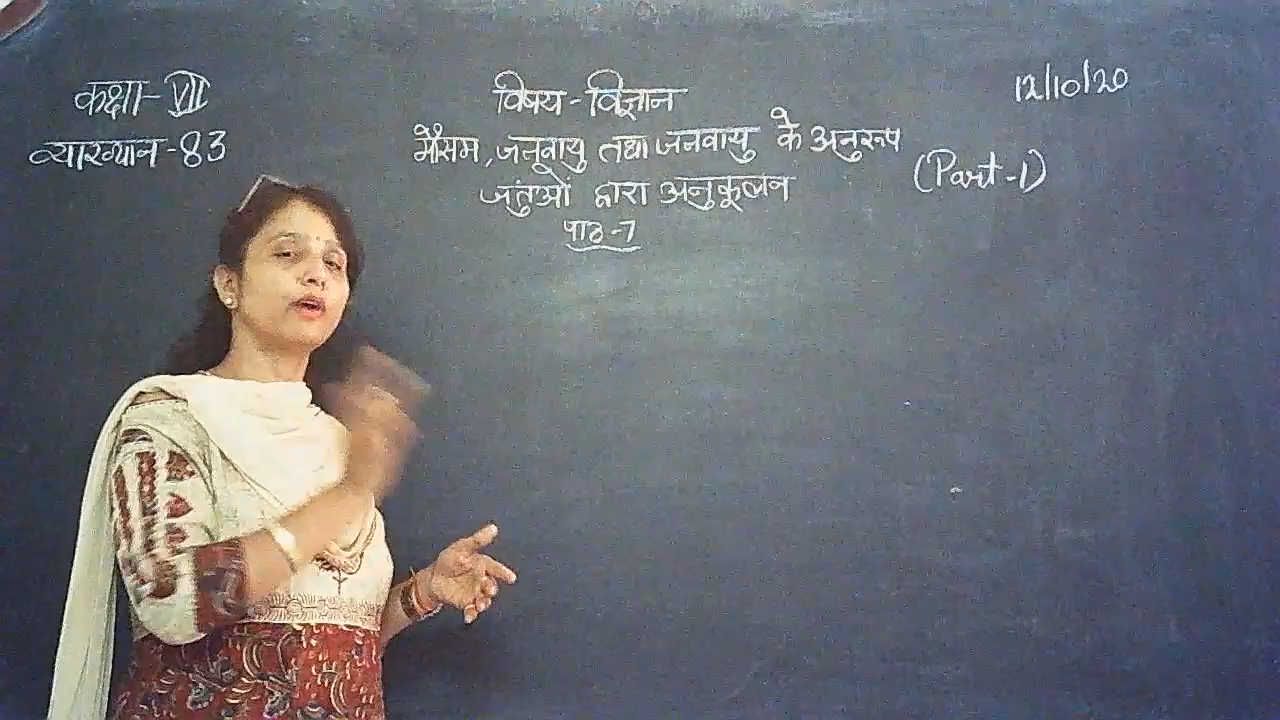 कक्षा-VII
व्याख्यान-83
विषय-विज्ञान
मौसम, जलवायु तथा जलवायु के अनुरूप
जंतुओं द्वारा अनुकूलन
पाठ-7
(Part-1)
12/10/20